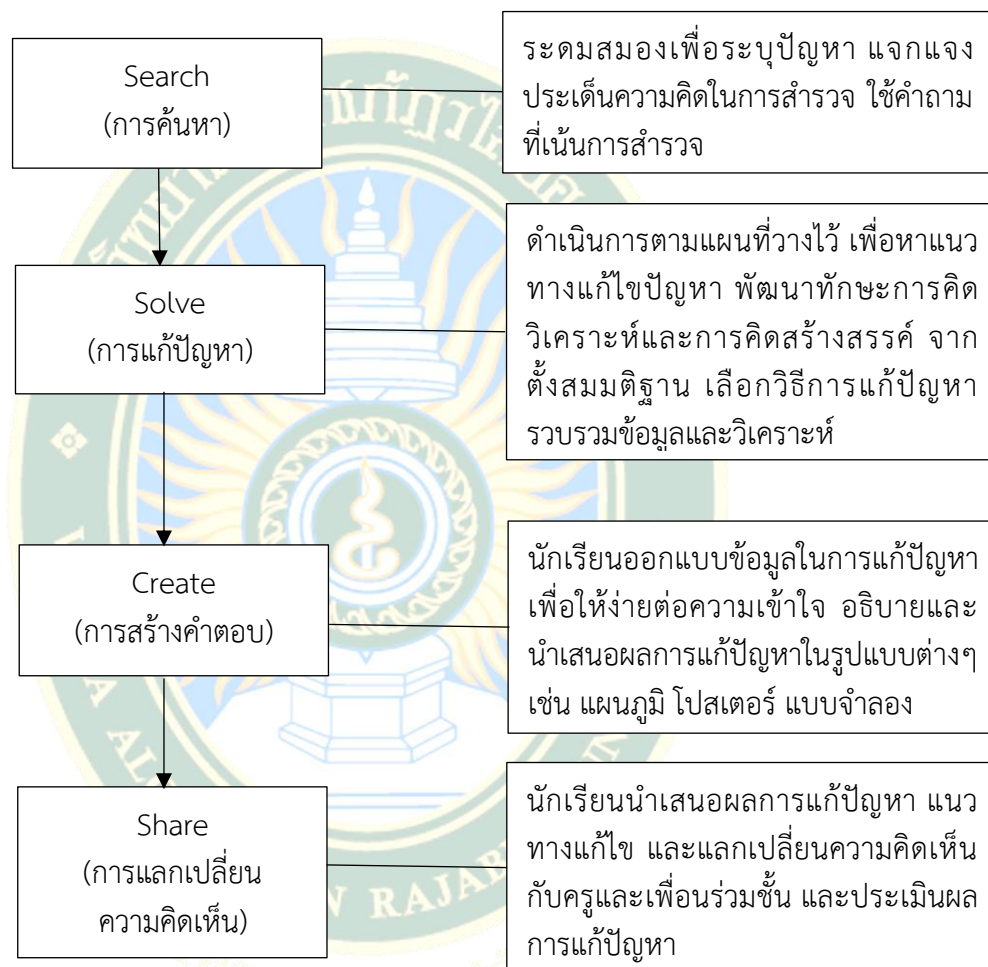 Search
(การค้นหา)
ระดมสมองเพื่อระบุปัญหา แจกแจง
ประเด็นความคิดในการสำรวจ ใช้คำถาม
ที่เน้นการสำรวจ
Solve
(การแก้ปัญหา)
ดำเนินการตามแผนที่วางไว้ เพื่อหาแนว
ทางแก้ไขปัญหา พัฒนาทักษะการคิด
วิเคราะห์และการคิดสร้างสรรค์ จาก
ตั้งสมมติฐาน เลือกวิธีการแก้ปัญหา
รวบรวมข้อมูลและวิเคราะห์
Create
(การสร้างคำตอบ)
นักเรียนออกแบบข้อมูลในการแก้ปัญหา
เพื่อให้ง่ายต่อความเข้าใจ อธิบายและ
นำเสนอผลการแก้ปัญหาในรูปแบบต่างๆ
เช่น แผนภูมิ โปสเตอร์ แบบจำลอง
Share
(การแลกเปลี่ยน
ความคิดเห็น)
นักเรียนนำเสนอผลการแก้ปัญหา แนว
ทางแก้ไข และแลกเปลี่ยนความคิดเห็น
กับครูและเพื่อนร่วมชั้น และประเมินผล
การแก้ปัญหา